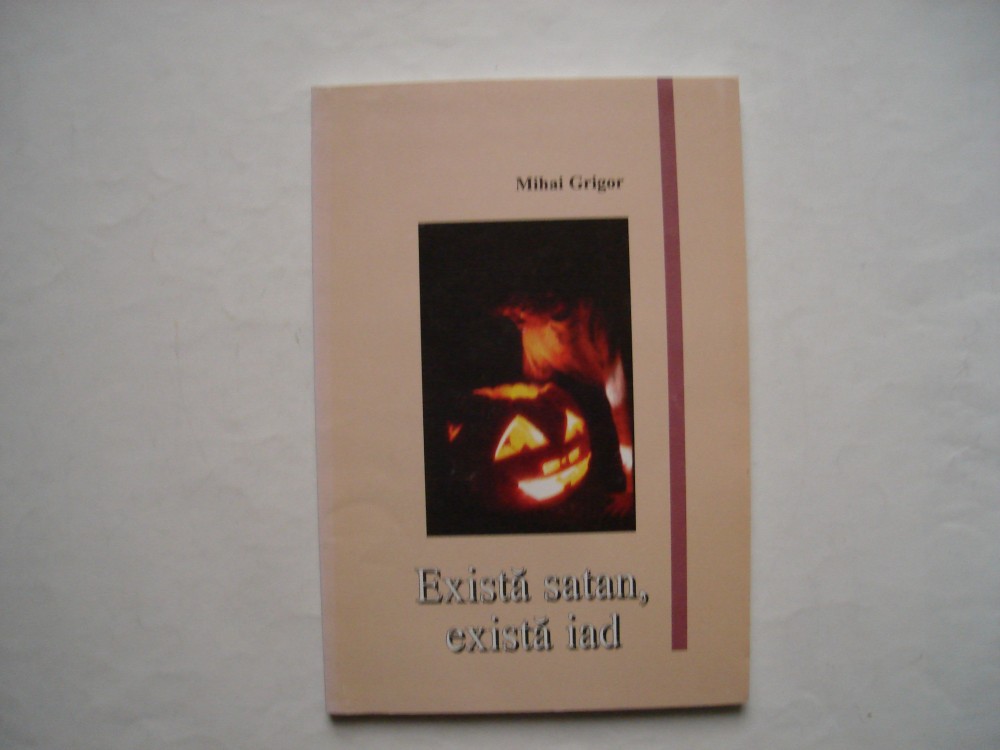 Mihai Grigor
Există satan,
există iad